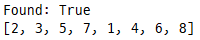 Found: True
[2, 3, 5, 7, 1, 4, 6, 8]